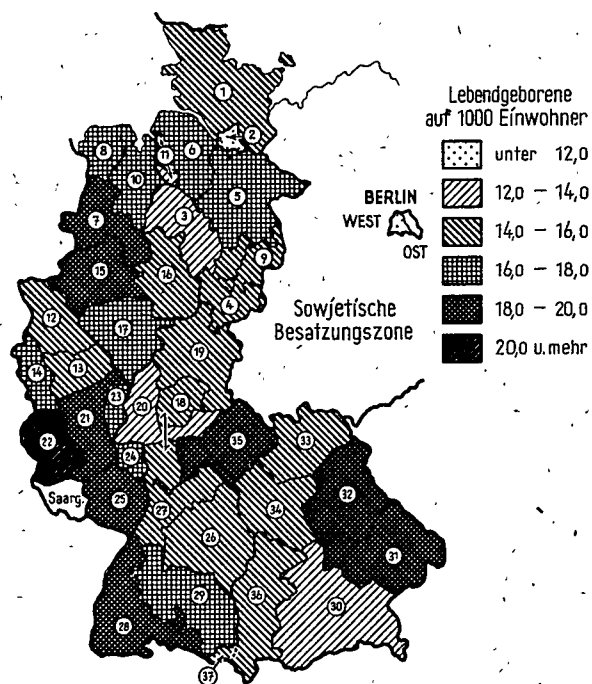 Lebendgeborene
auf 1000 Einwohner
unter 12,0
12,0 – 14,0
14,0 – 16,0
16,0 – 18,0
18,0 – 20,0
20,0 u. mehr
BERLIN
WEST
OST
Sowjetische
Besatzungszone
Saarg.
1
2
11
6
8
10
5
3
7
9
15
16
4
12
17
19
14
13
23
20
18
21
22
24
35
33
25
32
27
34
26
31
29
36
30
28
37